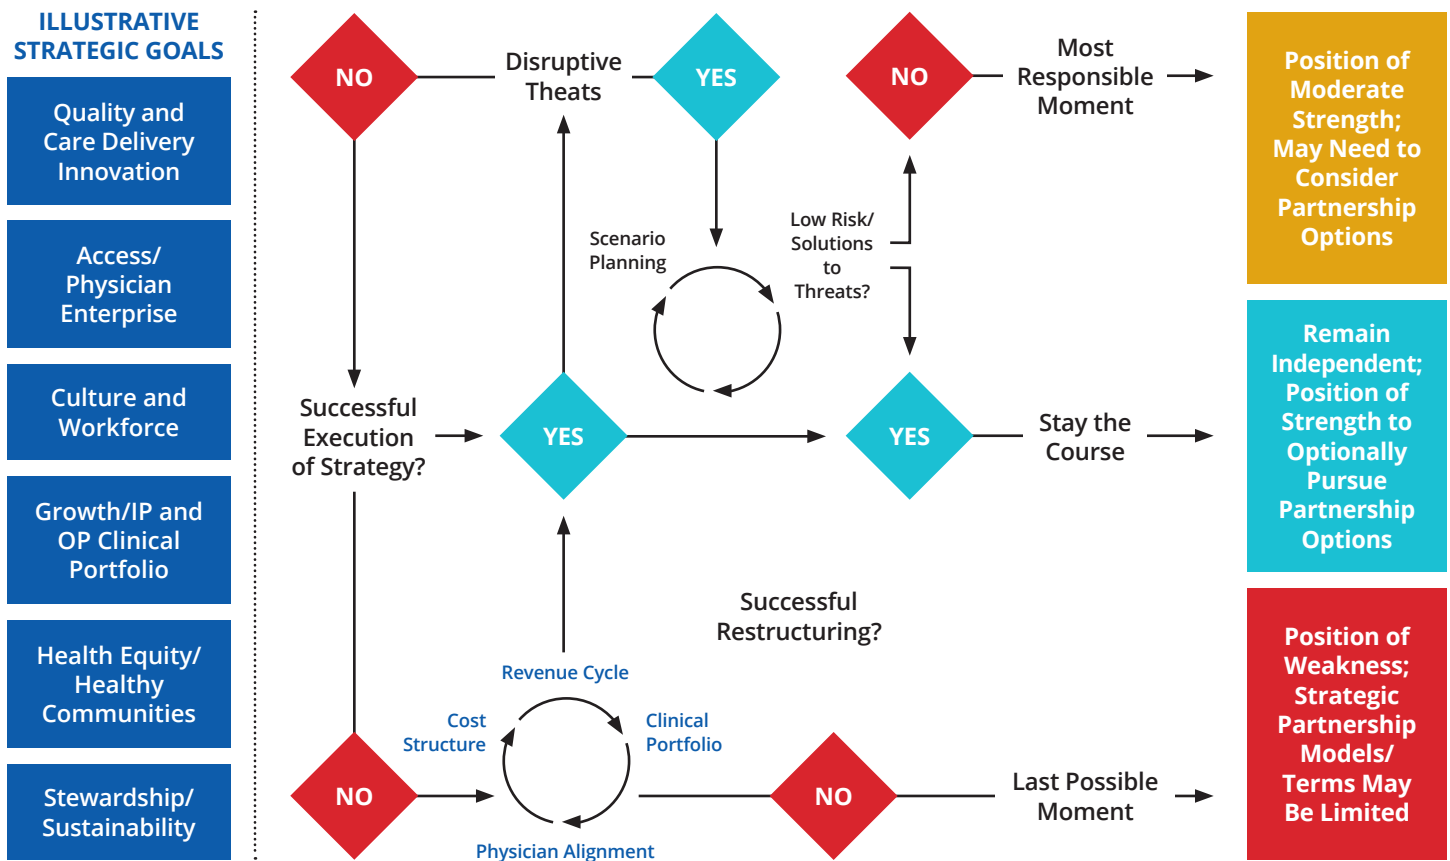 ILLUSTRATIVE
STRATEGIC GOALS
Quality and
Care Delivery
Innovation
Access/
Physician
Enterprise
Culture and
Workforce
Growth/IP and
OP Clinical
Portfolio
Health Equity/
Healthy
Communities
Stewardship/
Sustainability
NO
Disruptive
Theats
YES
NO
Most
Responsible
Moment
Scenario
Planning
Low Risk/
Solutions
to
Threats?
Successful
Execution
of Strategy?
YES
YES
Stay the
Course
Successful
Restructuring?
Revenue Cycle
Cost
Structure
Clinical
Portfolio
Physician Alignment
NO
NO
Last Possible
Moment
Position of
Moderate
Strength;
May Need to
Consider
Partnership
Options
Remain
Independent;
Position of
Strength to
Optionally
Pursue
Partnership
Options
Position of
Weakness;
Strategic
Partnership
Models/
Terms May
Be Limited